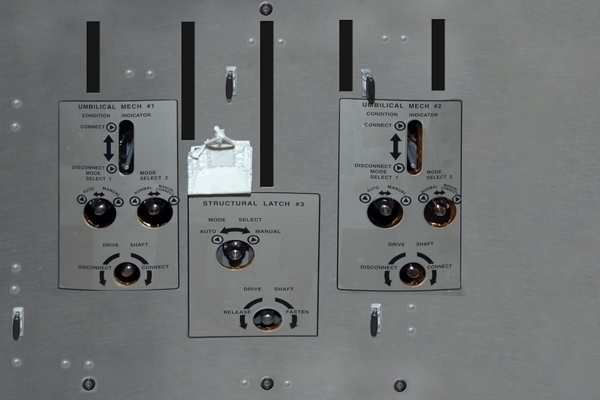 UMBILICAL MECH #1
CONDITION INDICATOR
CONNECT
DISCONNECT
MODE SELECT 1
MODE SELECT 2
AUTO MANUAL
NORMAL MANUAL
DRIVE SHAFT
DISCONNECT CONNECT
STRUCTURAL LATCH #3
MODE SELECT
AUTO MANUAL
DRIVE SHAFT
RELEASE FASTEN
UMBILICAL MECH #2
CONDITION INDICATOR
CONNECT
DISCONNECT
MODE SELECT 1
MODE SELECT 2
AUTO MANUAL
NORMAL MANUAL
DRIVE SHAFT
DISCONNECT CONNECT